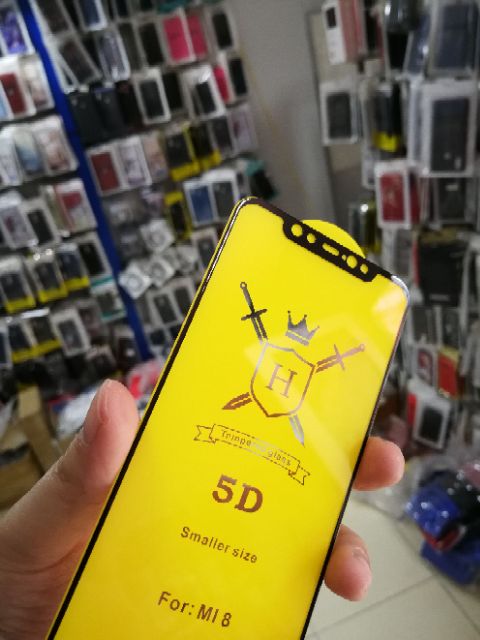 H
Tempered glass
5D
Smaller size
For: MI 8